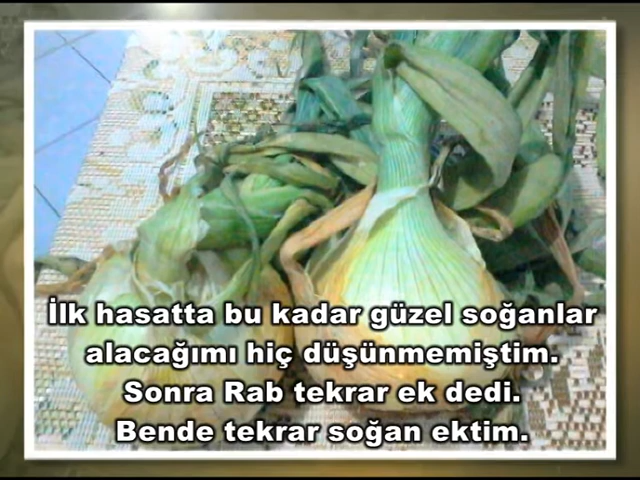 İlk hasatta bu kadar güzel soğanlar
alacağımı hiç düşünmemiştim.
Sonra Rab tekrar ek dedi.
Bende tekrar soğan ektim.